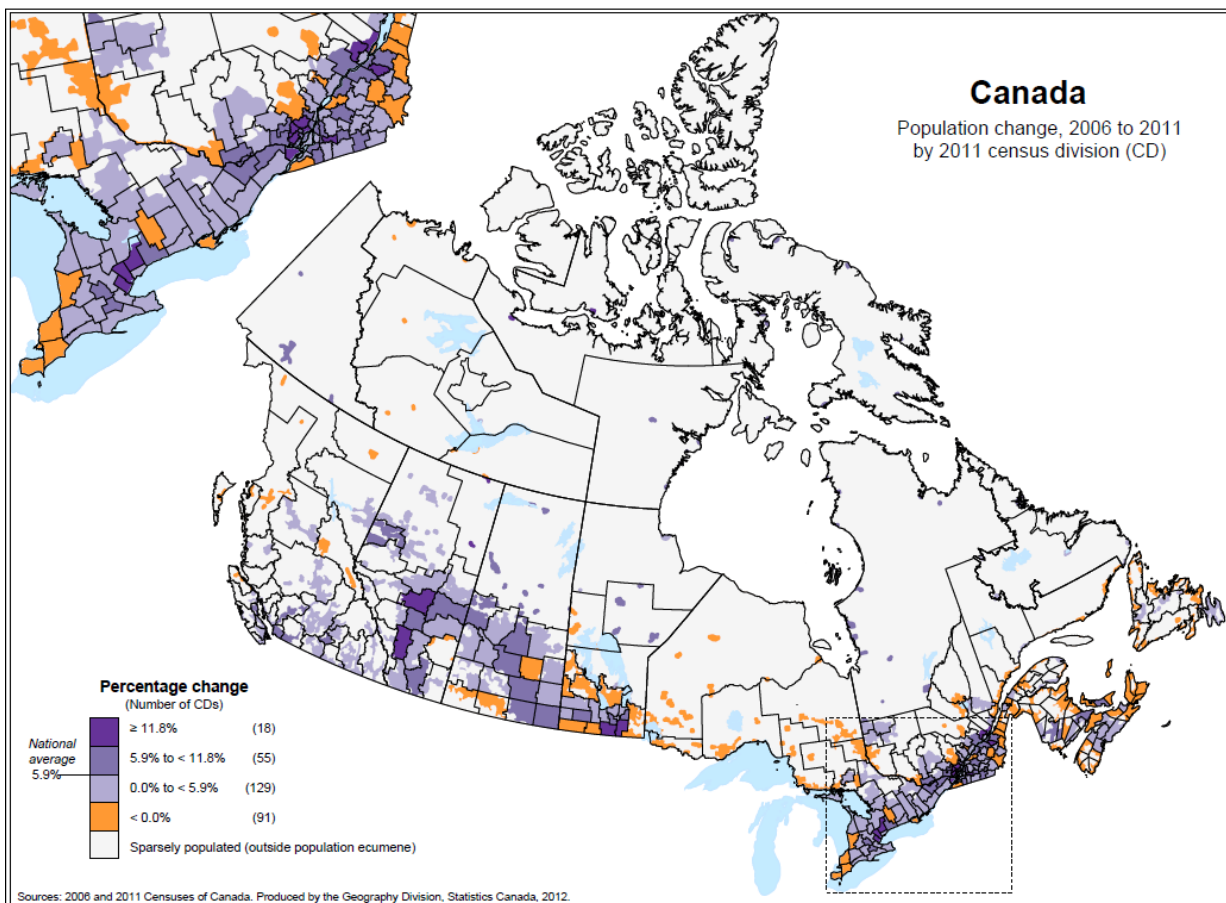 Canada
Population change, 2006 to 2011
by 2011 census division (CD)
Percentage change
(Number of CDs)
≥ 11.8% (18)
5.9% to < 11.8% (55)
National
average
5.9%
0.0% to < 5.9% (129)
< 0.0% (91)
Sparsely populated (outside population ecumene)
Sources: 2006 and 2011 Censuses of Canada. Produced by the Geography Division, Statistics Canada, 2012.